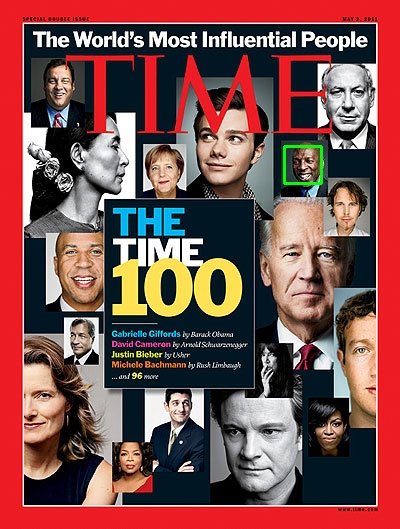 SPECIAL DOUBLE ISSUE
MAY 2, 2011
The World's Most Influential People
TIME
THE
TIME
100
Gabrielle Giffords by Barack Obama
David Cameron by Arnold Schwarzenegger
Justin Bieber by Usher
Michele Bachmann by Rush Limbaugh
... and 96 more
www.time.com